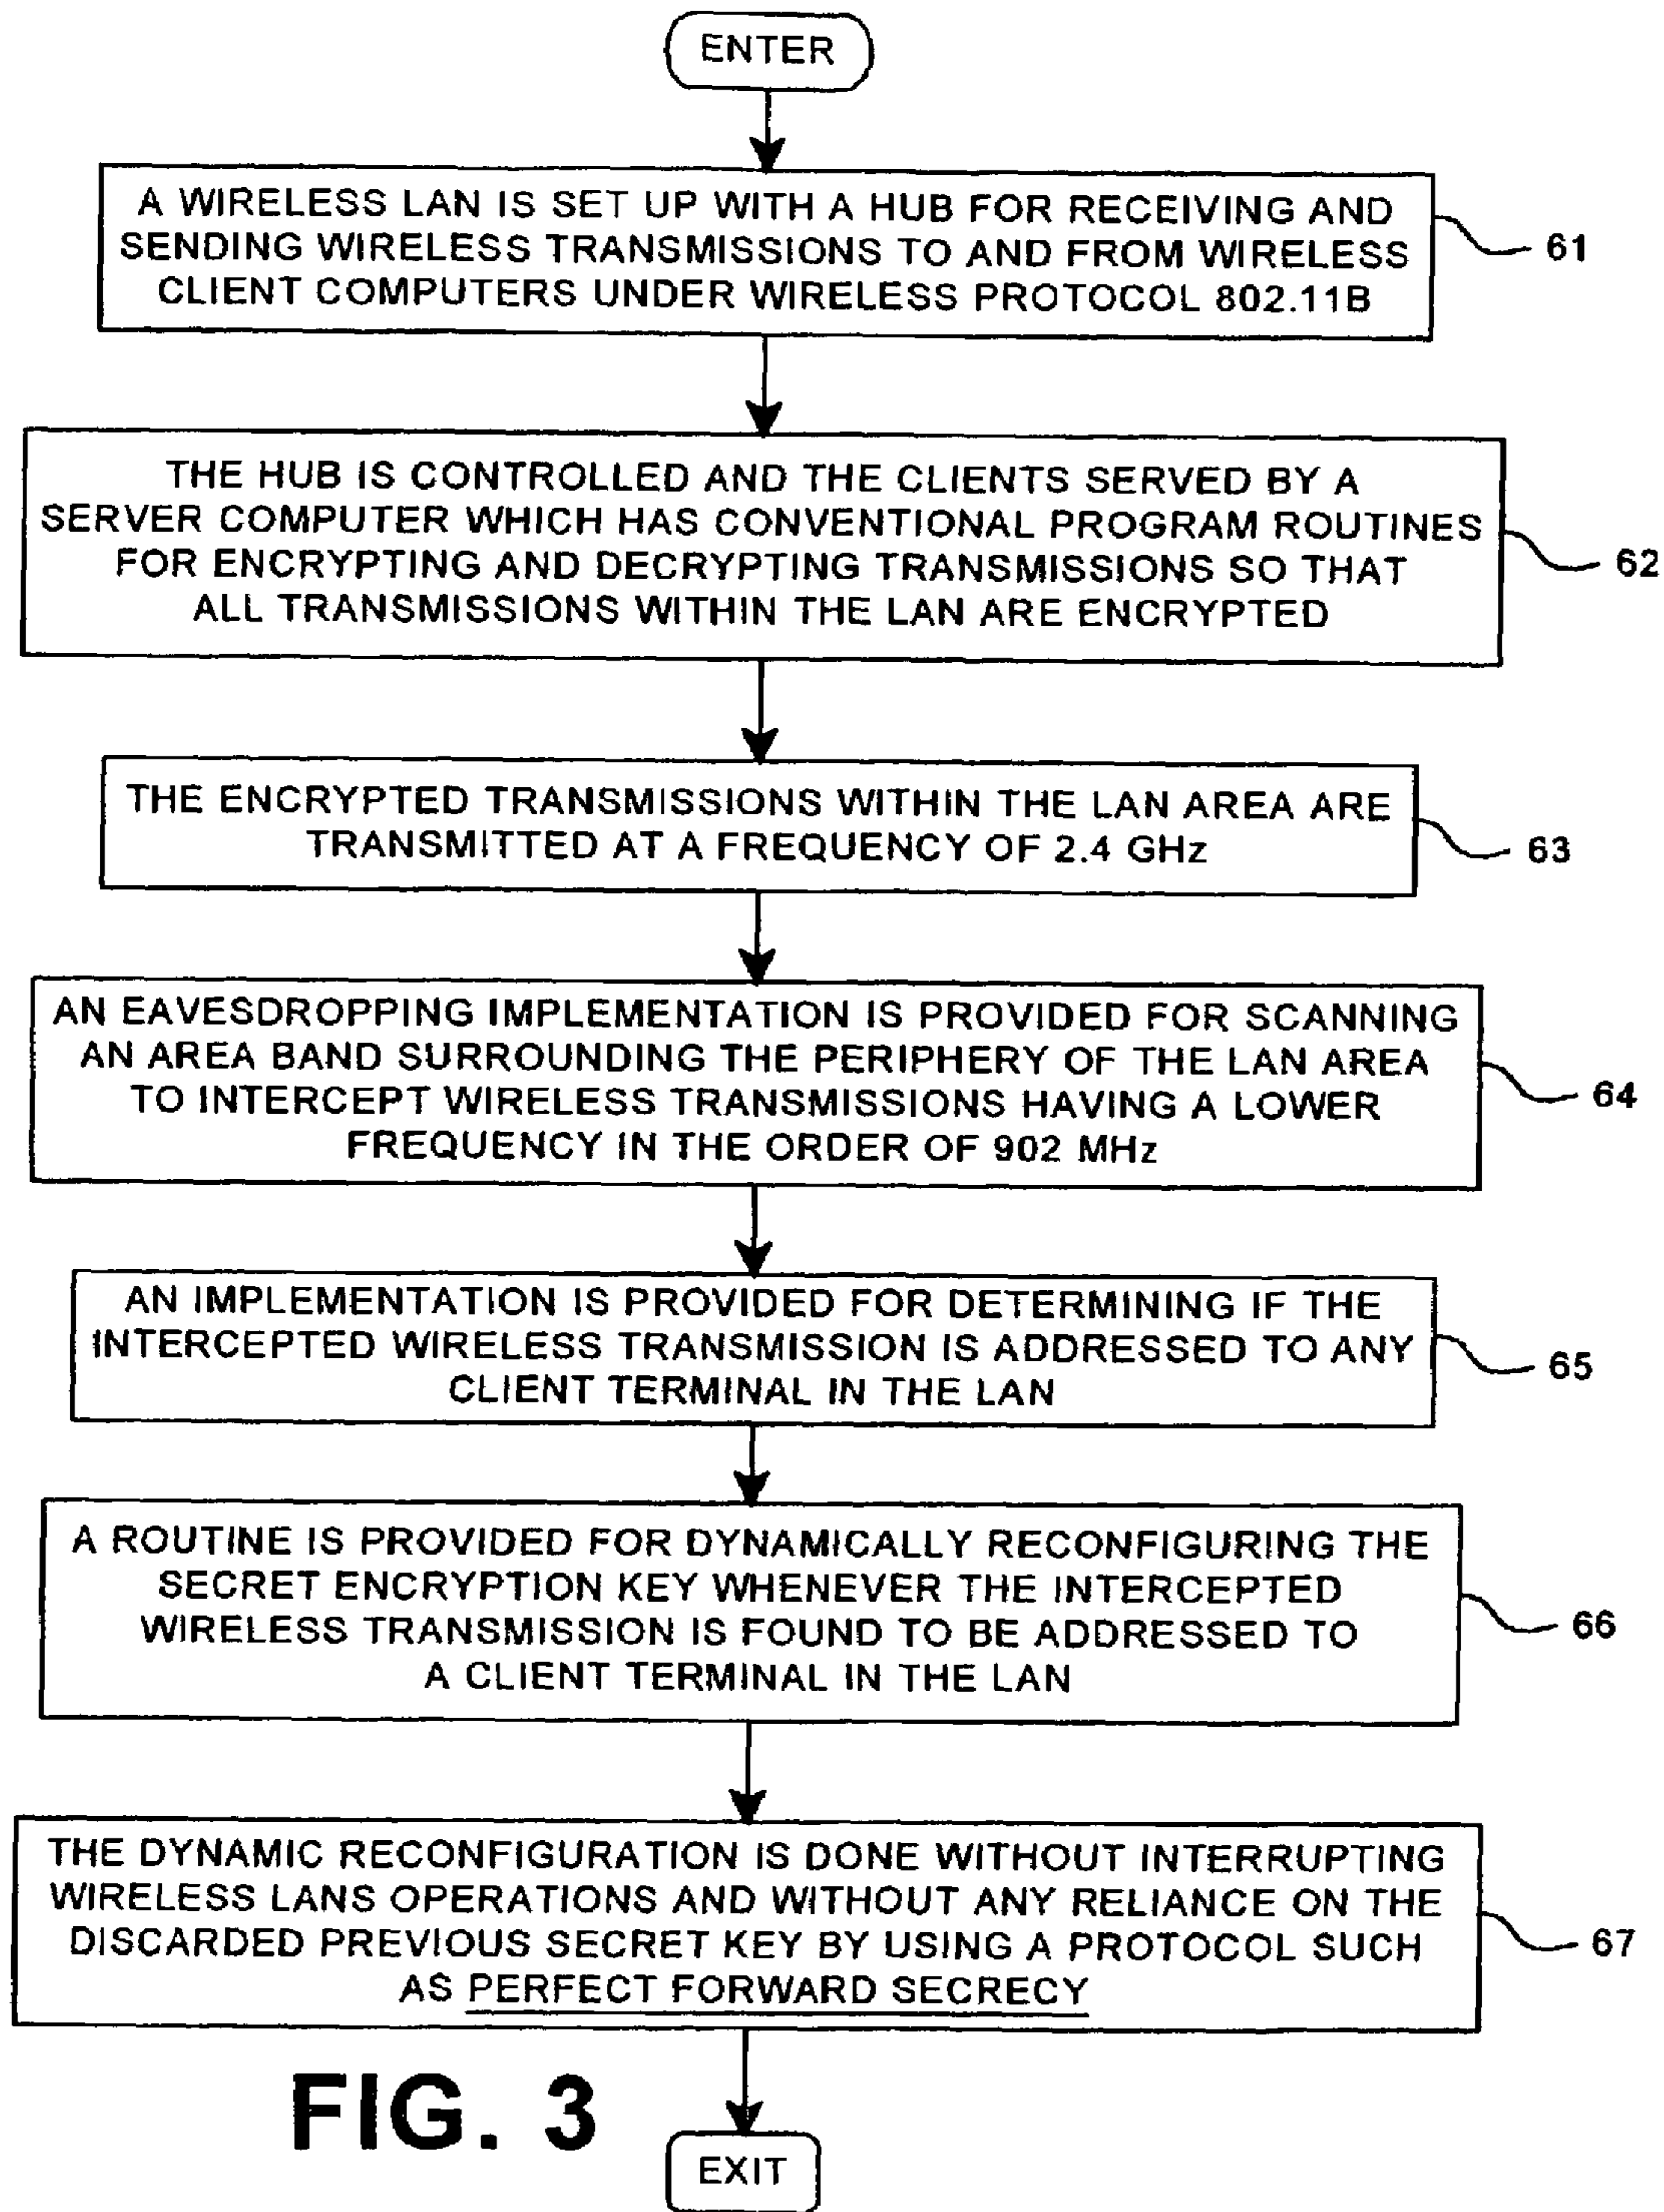 ENTER
A WIRELESS LAN IS SET UP WITH A HUB FOR RECEIVING AND
SENDING WIRELESS TRANSMISSIONS TO AND FROM WIRELESS
CLIENT COMPUTERS UNDER WIRELESS PROTOCOL 802.11B
61
THE HUB IS CONTROLLED AND THE CLIENTS SERVED BY A
SERVER COMPUTER WHICH HAS CONVENTIONAL PROGRAM ROUTINES
FOR ENCRYPTING AND DECRYPTING TRANSMISSIONS SO THAT
ALL TRANSMISSIONS WITHIN THE LAN ARE ENCRYPTED
62
THE ENCRYPTED TRANSMISSIONS WITHIN THE LAN AREA ARE
TRANSMITTED AT A FREQUENCY OF 2.4 GHz
63
AN EAVESDROPPING IMPLEMENTATION IS PROVIDED FOR SCANNING
AN AREA BAND SURROUNDING THE PERIPHERY OF THE LAN AREA
TO INTERCEPT WIRELESS TRANSMISSIONS HAVING A LOWER
FREQUENCY IN THE ORDER OF 902 MHz
64
AN IMPLEMENTATION IS PROVIDED FOR DETERMINING IF THE
INTERCEPTED WIRELESS TRANSMISSION IS ADDRESSED TO ANY
CLIENT TERMINAL IN THE LAN
65
A ROUTINE IS PROVIDED FOR DYNAMICALLY RECONFIGURING THE
SECRET ENCRYPTION KEY WHENEVER THE INTERCEPTED
WIRELESS TRANSMISSION IS FOUND TO BE ADDRESSED TO
A CLIENT TERMINAL IN THE LAN
66
THE DYNAMIC RECONFIGURATION IS DONE WITHOUT INTERRUPTING
WIRELESS LANS OPERATIONS AND WITHOUT ANY RELIANCE ON THE
DISCARDED PREVIOUS SECRET KEY BY USING A PROTOCOL SUCH
AS PERFECT FORWARD SECRECY
67
FIG. 3
EXIT